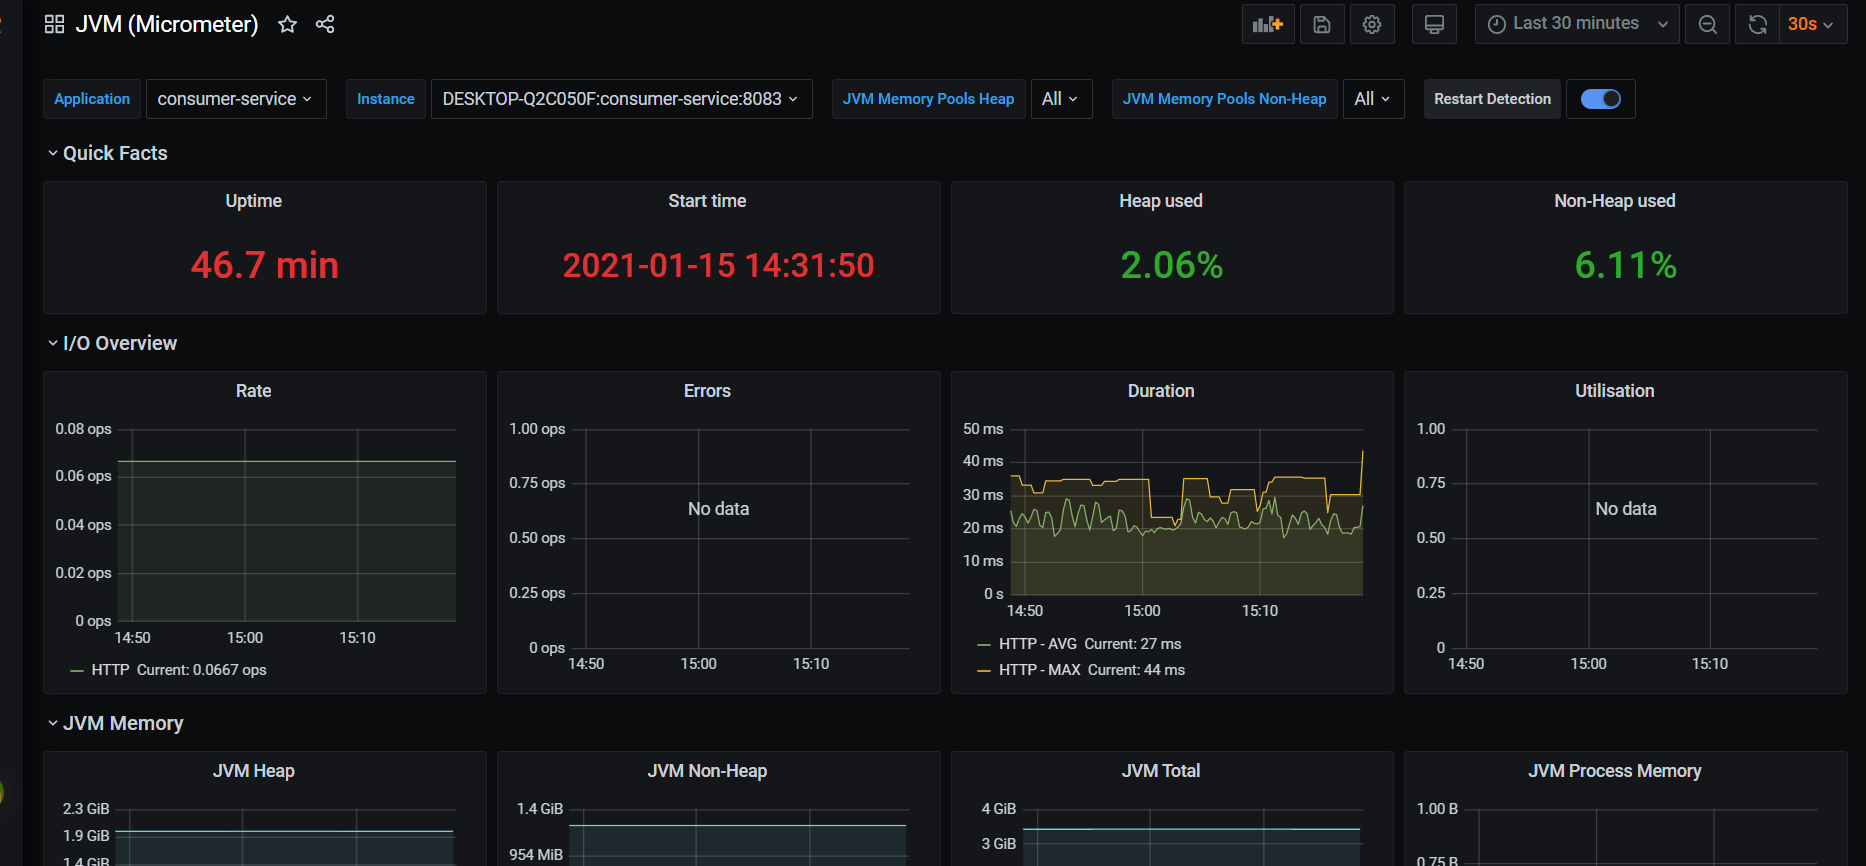 JVM (Micrometer)
Last 30 minutes
30s
Application
consumer-service
Instance
DESKTOP-Q2C050F:consumer-service:8083
JVM Memory Pools Heap
All
JVM Memory Pools Non-Heap
All
Restart Detection
Quick Facts
Uptime
46.7 min
Start time
2021-01-15 14:31:50
Heap used
2.06%
Non-Heap used
6.11%
I/O Overview
Rate
0.08 ops
0.06 ops
0.04 ops
0.02 ops
0 ops
14:50
15:00
15:10
HTTP Current: 0.0667 ops
Errors
1.00 ops
0.75 ops
No data
0.50 ops
0.25 ops
0 ops
14:50
15:00
15:10
Duration
50 ms
40 ms
30 ms
20 ms
10 ms
0 s
14:50
15:00
15:10
HTTP - AVG Current: 27 ms
HTTP - MAX Current: 44 ms
Utilisation
1.00
0.75
No data
0.50
0.25
0
14:50
15:00
15:10
JVM Memory
JVM Heap
2.3 GiB
1.9 GiB
1.4 GiB
JVM Non-Heap
1.4 GiB
954 MiB
JVM Total
4 GiB
3 GiB
JVM Process Memory
1.00 B
0.75 B